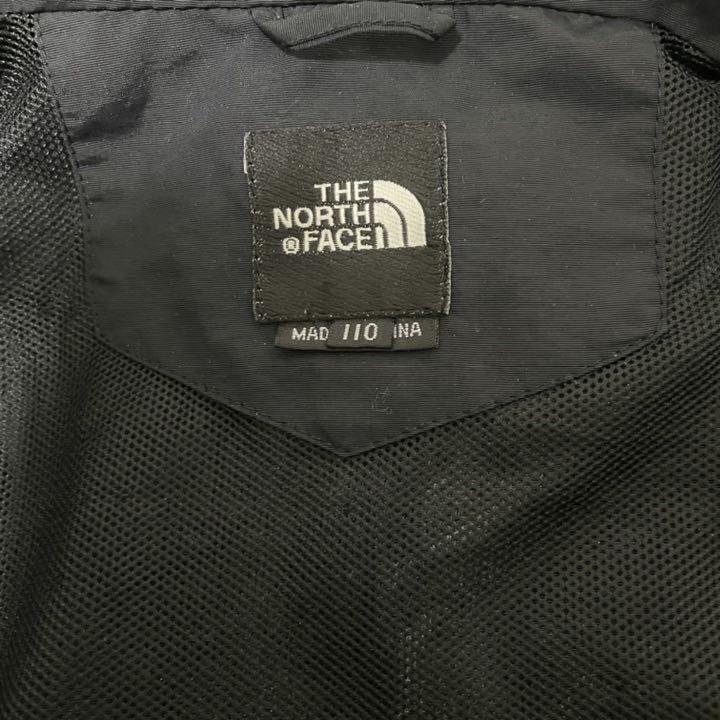 THE
NORTH
® FACE
MAD 110 INA